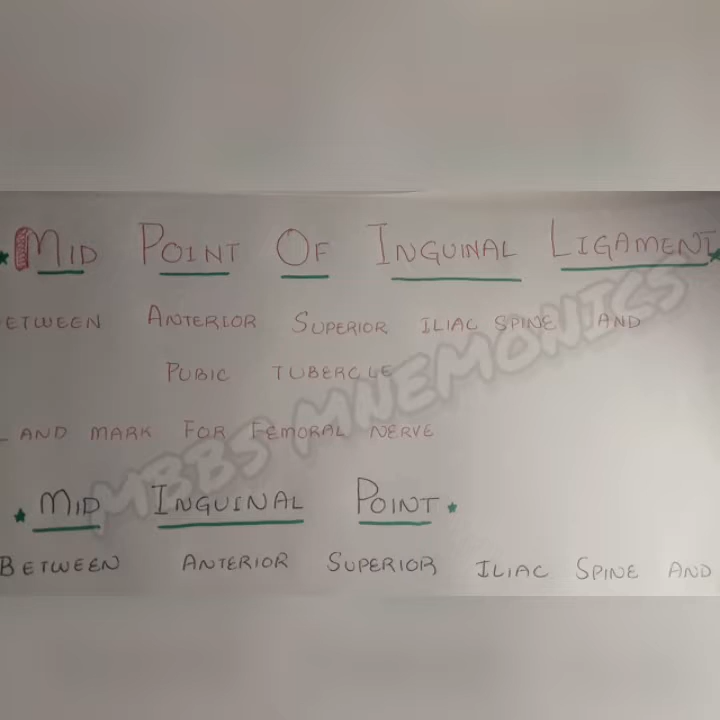 MID POINT OF INGUINAL LIGAMENT
ETWEEN ANTERIOR SUPERIOR ILIAC SPINE AND
PUBIC TUBERCLE
AND MARK FOR FEMORAL NERVE
MID INGUINAL POINT
BETWEEN ANTERIOR SUPERIOR ILIAC SPINE AND
MBBS MNEMONICS